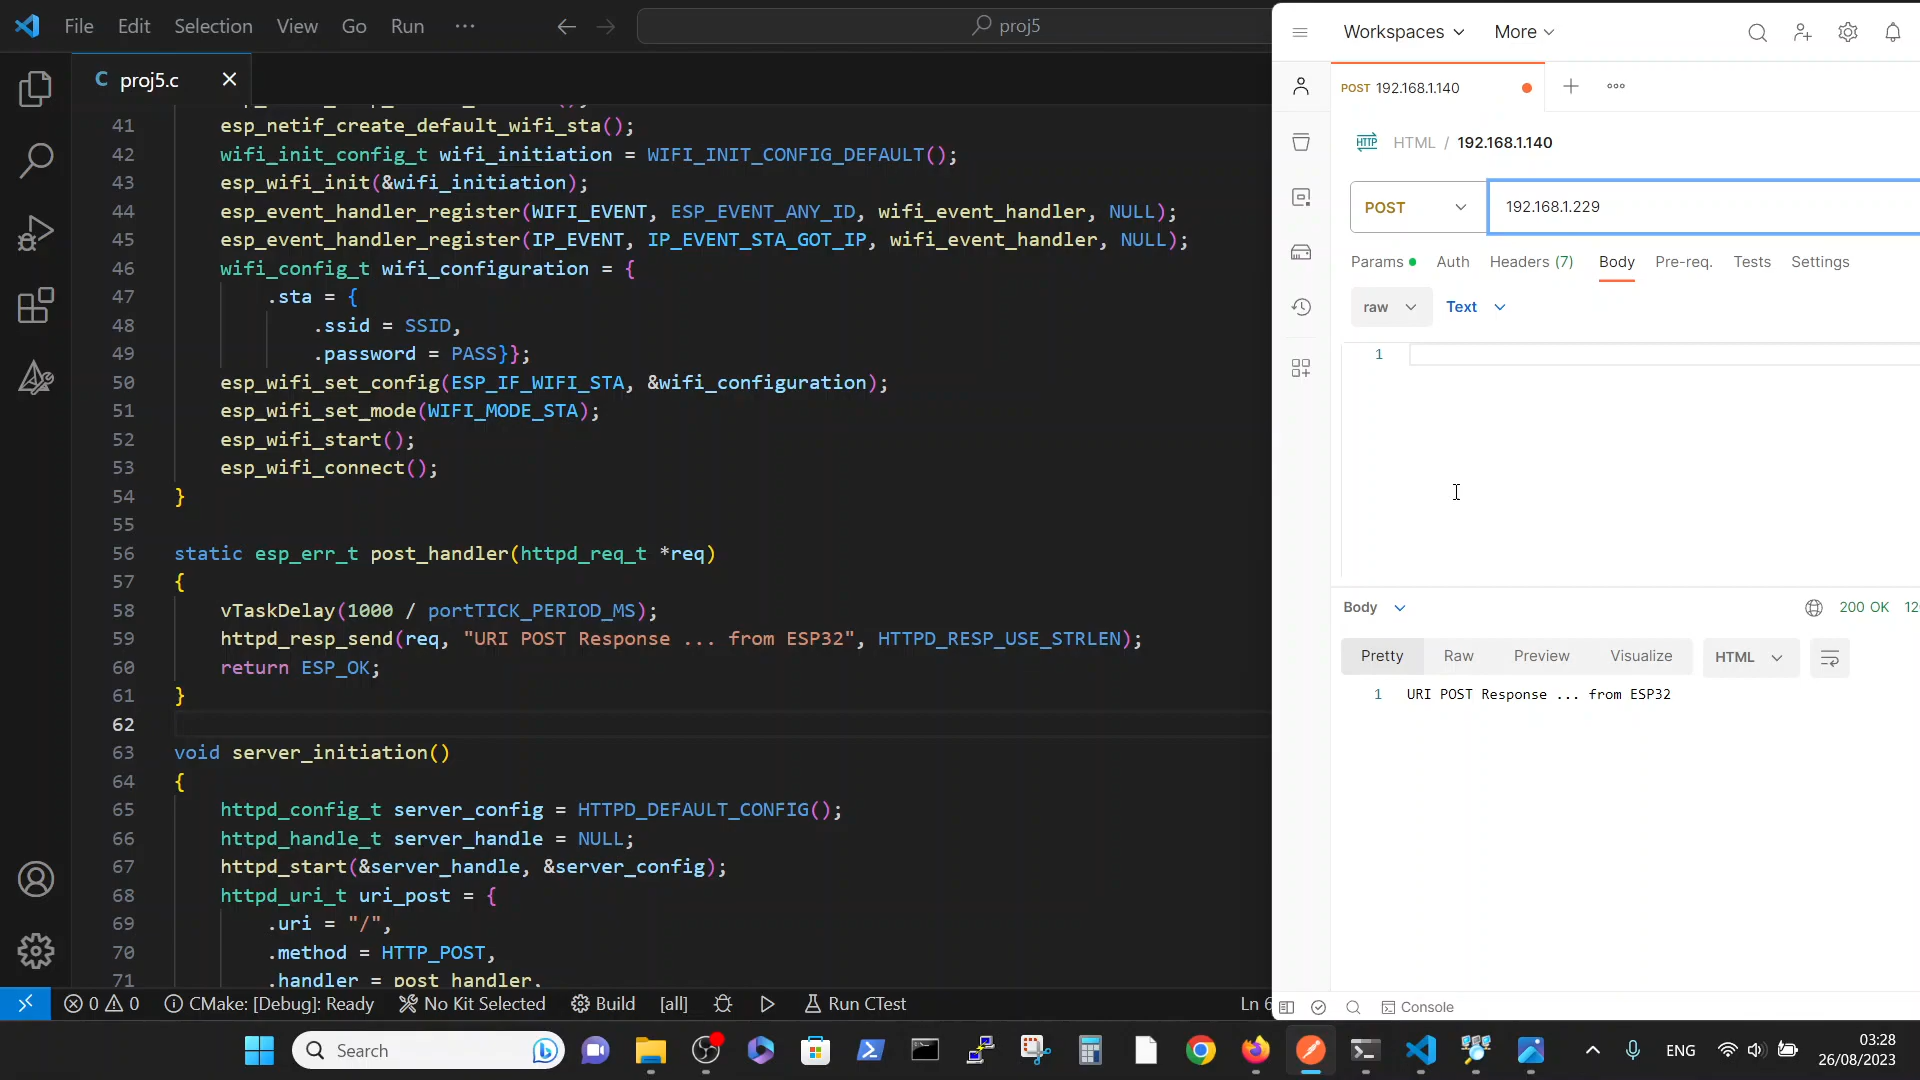 File Edit Selection View Go Run ...
proj5
C proj5.c
41 esp_netif_create_default_wifi_sta();
42 wifi_init_config_t wifi_initiation = WIFI_INIT_CONFIG_DEFAULT();
43 esp_wifi_init(&wifi_initiation);
44 esp_event_handler_register(WIFI_EVENT, ESP_EVENT_ANY_ID, wifi_event_handler, NULL);
45 esp_event_handler_register(IP_EVENT, IP_EVENT_STA_GOT_IP, wifi_event_handler, NULL);
46 wifi_config_t wifi_configuration = {
47 .sta = {
48 .ssid = SSID,
49 .password = PASS}};
50 esp_wifi_set_config(ESP_IF_WIFI_STA, &wifi_configuration);
51 esp_wifi_set_mode(WIFI_MODE_STA);
52 esp_wifi_start();
53 esp_wifi_connect();
54 }
55
56 static esp_err_t post_handler(httpd_req_t *req)
57 {
58 vTaskDelay(1000 / portTICK_PERIOD_MS);
59 httpd_resp_send(req, "URI POST Response ... from ESP32", HTTPD_RESP_USE_STRLEN);
60 return ESP_OK;
61 }
62
63 void server_initiation()
64 {
65 httpd_config_t server_config = HTTPD_DEFAULT_CONFIG();
66 httpd_handle_t server_handle = NULL;
67 httpd_start(&server_handle, &server_config);
68 httpd_uri_t uri_post = {
69 .uri = "/",
70 .method = HTTP_POST,
71 .handler = post_handler,
0 0 CMake: [Debug]: Ready No Kit Selected Build [all] Run CTest Ln 6
Workspaces More
POST 192.168.1.140
HTTP HTML / 192.168.1.140
POST 192.168.1.229
Params Auth Headers (7) Body Pre-req. Tests Settings
raw Text
1
Body 200 OK 12
Pretty Raw Preview Visualize HTML
1 URI POST Response ... from ESP32
Console
Search
ENG
03:28
26/08/2023